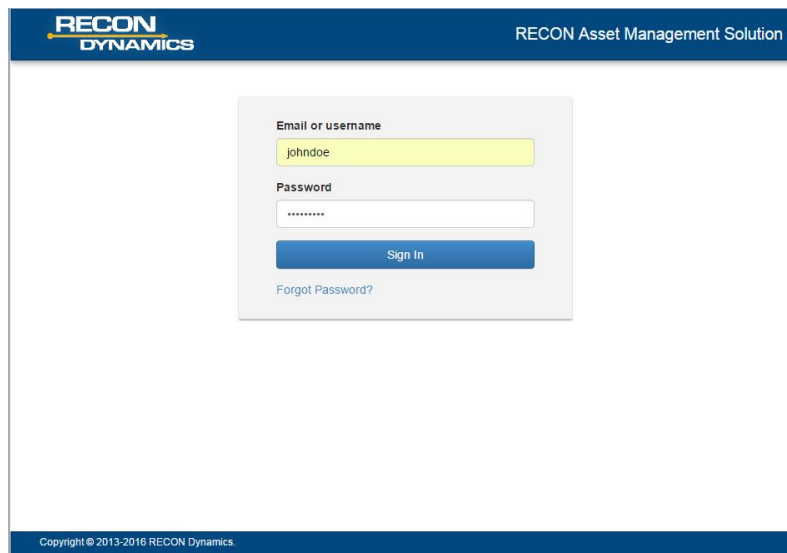 RECON
DYNAMICS
RECON Asset Management Solution
Email or username
johndoe
Password
•••••••••
Sign In
Forgot Password?
Copyright © 2013-2016 RECON Dynamics.